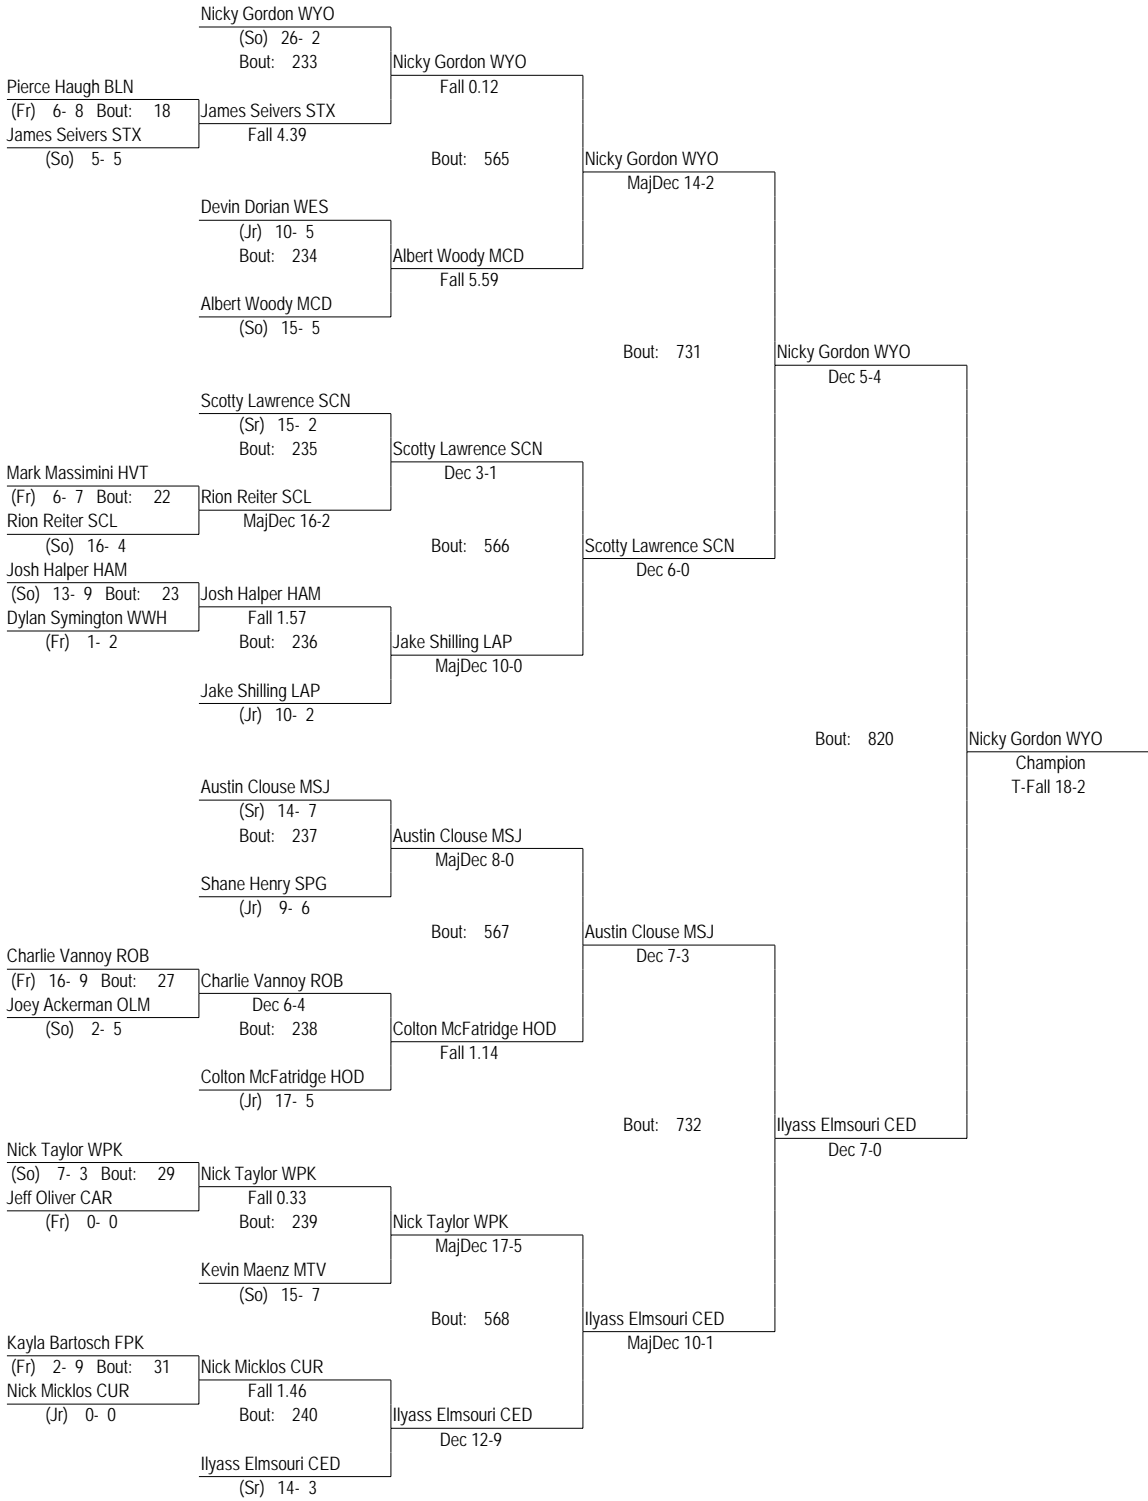 Nicky Gordon WYO
(So) 26- 2
Bout: 233
Nicky Gordon WYO
Fall 0.12
Pierce Haugh BLN
(Fr) 6- 8 Bout: 18
James Seivers STX
James Seivers STX
Fall 4.39
(So) 5- 5
Bout: 565
Nicky Gordon WYO
MajDec 14-2
Devin Dorian WES
(Jr) 10- 5
Bout: 234
Albert Woody MCD
Fall 5.59
Albert Woody MCD
(So) 15- 5
Bout: 731
Nicky Gordon WYO
Dec 5-4
Scotty Lawrence SCN
(Sr) 15- 2
Bout: 235
Scotty Lawrence SCN
Dec 3-1
Mark Massimini HVT
(Fr) 6- 7 Bout: 22
Rion Reiter SCL
Rion Reiter SCL
MajDec 16-2
(So) 16- 4
Bout: 566
Scotty Lawrence SCN
Dec 6-0
Josh Halper HAM
(So) 13- 9 Bout: 23
Josh Halper HAM
Dylan Symington WWH
Fall 1.57
(Fr) 1- 2
Bout: 236
Jake Shilling LAP
MajDec 10-0
Jake Shilling LAP
(Jr) 10- 2
Bout: 820
Nicky Gordon WYO
Champion
T-Fall 18-2
Austin Clouse MSJ
(Sr) 14- 7
Bout: 237
Austin Clouse MSJ
MajDec 8-0
Shane Henry SPG
(Jr) 9- 6
Bout: 567
Austin Clouse MSJ
Dec 7-3
Charlie Vannoy ROB
(Fr) 16- 9 Bout: 27
Charlie Vannoy ROB
Joey Ackerman OLM
Dec 6-4
(So) 2- 5
Bout: 238
Colton McFatridge HOD
Fall 1.14
Colton McFatridge HOD
(Jr) 17- 5
Bout: 732
Ilyass Elmsouri CED
Dec 7-0
Nick Taylor WPK
(So) 7- 3 Bout: 29
Nick Taylor WPK
Jeff Oliver CAR
Fall 0.33
(Fr) 0- 0
Bout: 239
Nick Taylor WPK
MajDec 17-5
Kevin Maenz MTV
(So) 15- 7
Bout: 568
Ilyass Elmsouri CED
MajDec 10-1
Kayla Bartosch FPK
(Fr) 2- 9 Bout: 31
Nick Micklos CUR
Nick Micklos CUR
Fall 1.46
(Jr) 0- 0
Bout: 240
Ilyass Elmsouri CED
Dec 12-9
Ilyass Elmsouri CED
(Sr) 14- 3